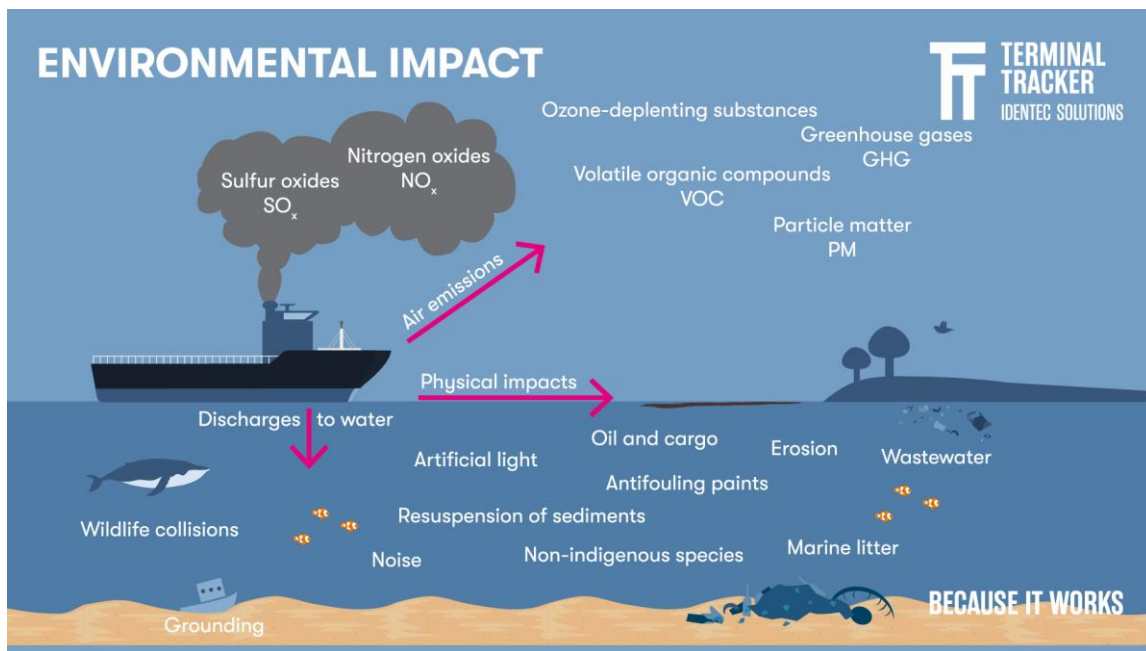 ENVIRONMENTAL IMPACT
TT
TERMINAL
TRACKER
IDENTEC SOLUTIONS
Ozone-deplenting substances
Greenhouse gases
GHG
Nitrogen oxides
NOx
Sulfur oxides
SOx
Volatile organic compounds
VOC
Particle matter
PM
Air emissions
Physical impacts
Discharges to water
Oil and cargo
Erosion
Wastewater
Artificial light
Antifouling paints
Wildlife collisions
Resuspension of sediments
Noise
Non-indigenous species
Marine litter
BECAUSE IT WORKS
Grounding